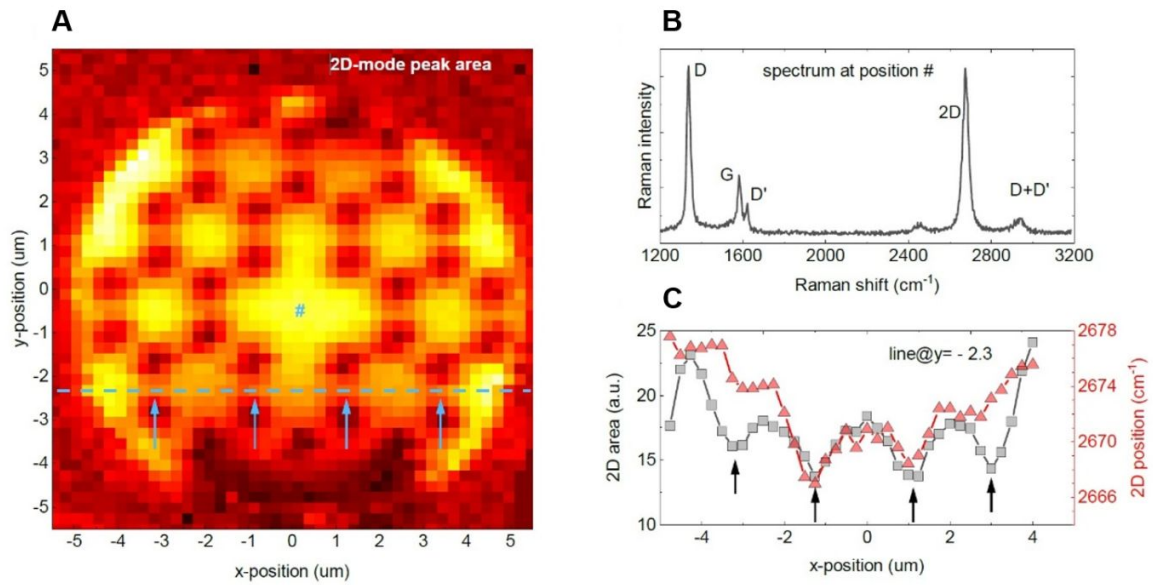 A
2D-mode peak area
5
4
3
2
1
0
-1
-2
-3
-4
-5
y-position (um)
#
-5 -4 -3 -2 -1 0 1 2 3 4 5
x-position (um)
B
spectrum at position #
D
G
D'
2D
D+D'
Raman intensity
1200 1600 2000 2400 2800 3200
Raman shift (cm-1)
C
line@y= - 2.3
25
20
15
10
2D area (a.u.)
2678
2674
2670
2666
2D position (cm-1)
-4 -2 0 2 4
x-position (um)